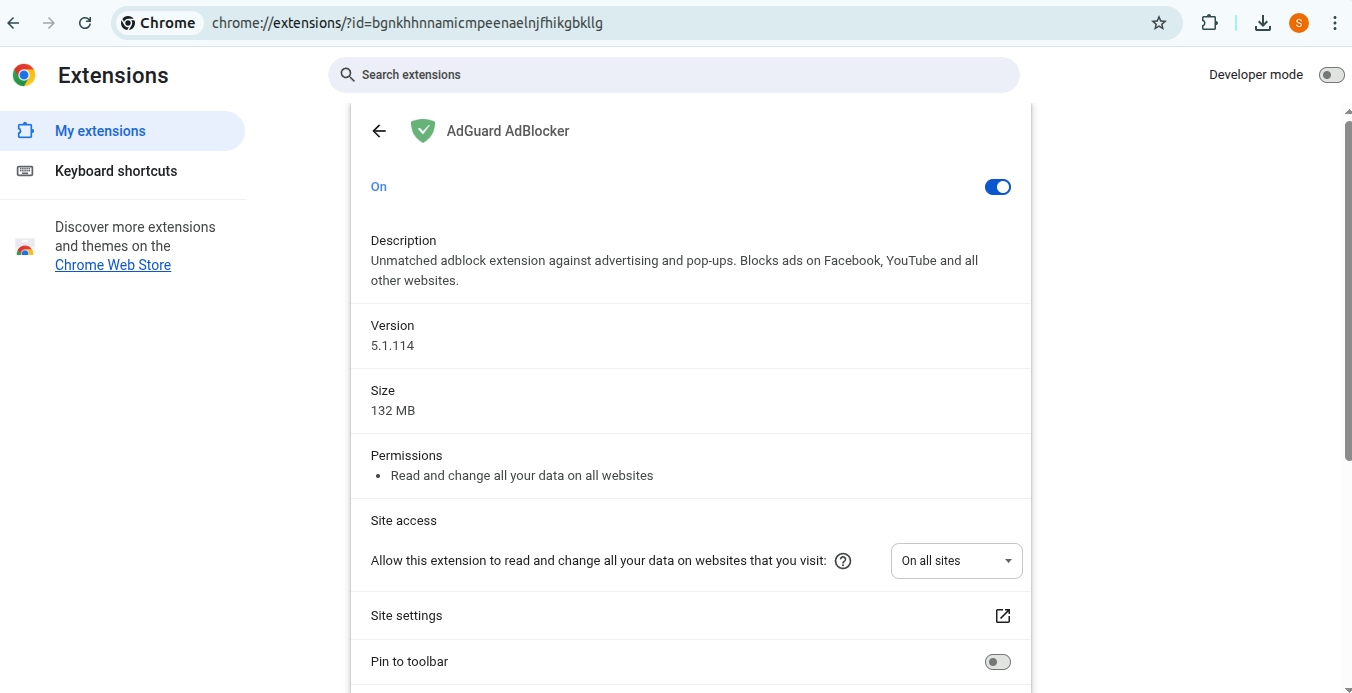 Chrome
chrome://extensions/?id=bgnkhhnnamicmpeenaelnjfhikgbkllg
S
Extensions
Search extensions
Developer mode
My extensions
Keyboard shortcuts
Discover more extensions
and themes on the
Chrome Web Store
AdGuard AdBlocker
On
Description
Unmatched adblock extension against advertising and pop-ups. Blocks ads on Facebook, YouTube and all
other websites.
Version
5.1.114
Size
132 MB
Permissions
• Read and change all your data on all websites
Site access
Allow this extension to read and change all your data on websites that you visit: ?
On all sites
Site settings
Pin to toolbar